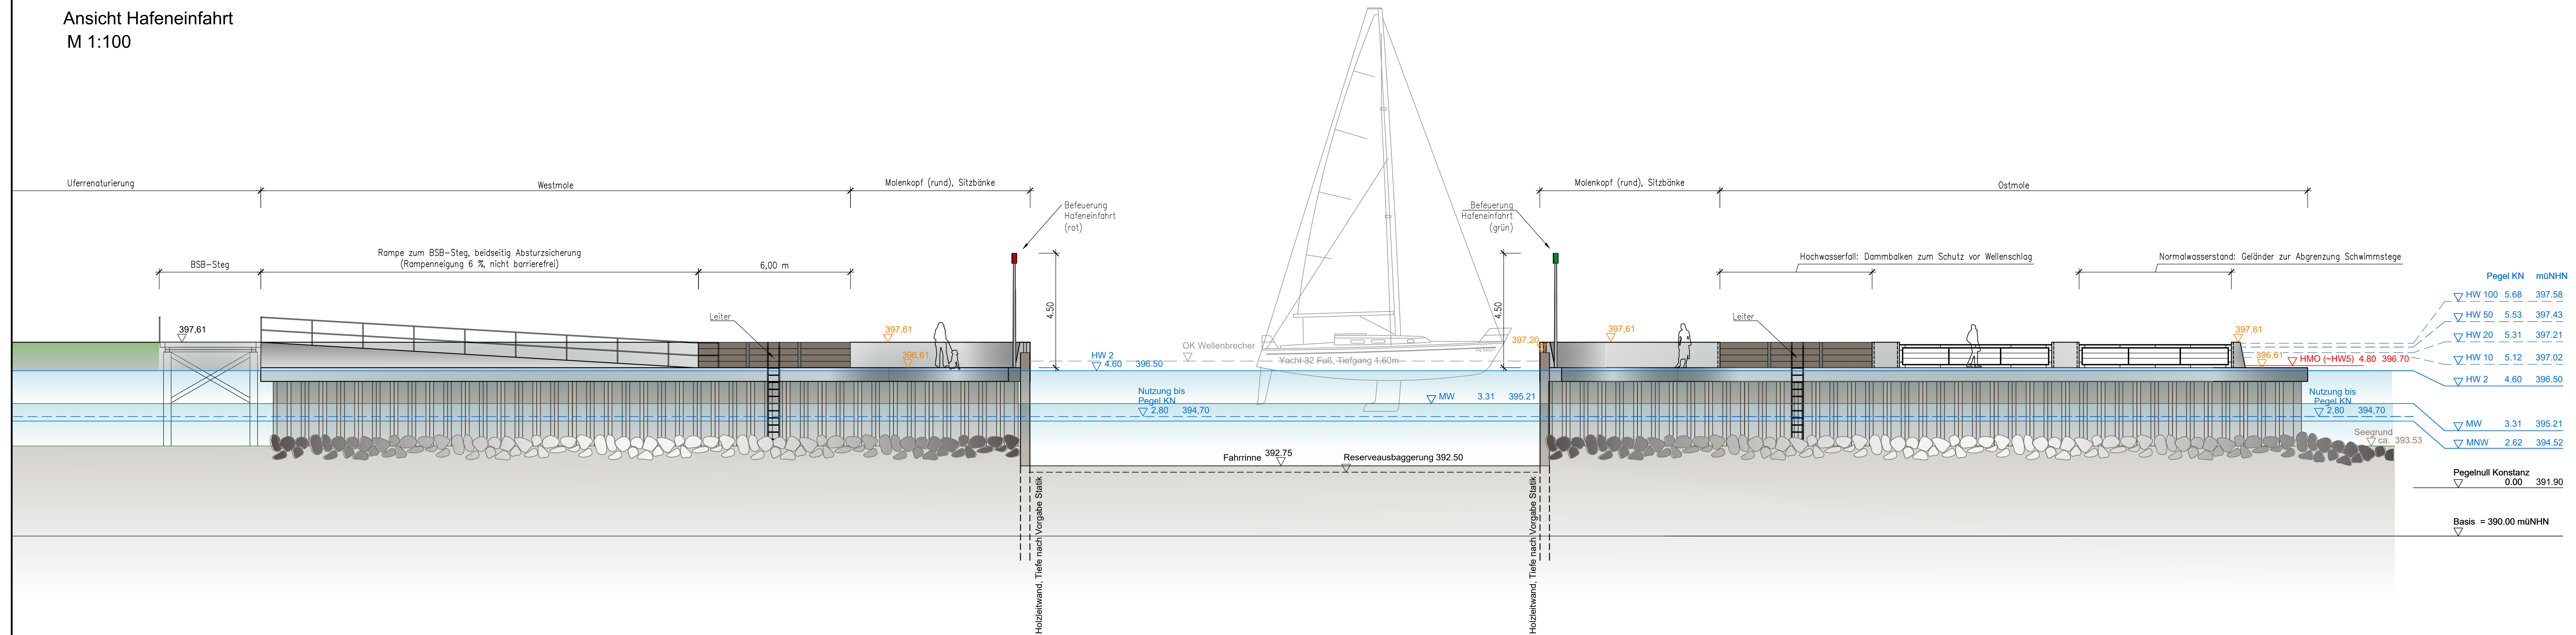 Ansicht Hafeneinfahrt
M 1:100
Uferrenaturierung
Westmole
Molenkopf (rund), Sitzbänke
Molenkopf (rund), Sitzbänke
Ostmole
Befeuerung
Hafeneinfahrt
(rot)
Befeuerung
Hafeneinfahrt
(grün)
BSB-Steg
Rampe zum BSB-Steg, beidseitig Absturzsicherung
(Rampenneigung 6 %, nicht barrierefrei)
6,00 m
Hochwasserfall: Dammbalken zum Schutz vor Wellenschlag
Normalwasserstand: Geländer zur Abgrenzung Schwimmstege
4.50
4.50
Leiter
Leiter
397,61
397,61
396,61
397,20
397,61
397,61
396,61
OK Wellenbrecher
Yacht 32 Fuß, Tiefgang 1,60m
HW 2
4.60 396.50
Nutzung bis
Pegel KN
2,80 394,70
MW 3.31 395.21
Fahrrinne 392.75
Reserveausbaggerung 392.50
Holzleitwand, Tiefe nach Vorgabe Statik
Holzleitwand, Tiefe nach Vorgabe Statik
Pegel KN müNHN
HW 100 5.68 397.58
HW 50 5.53 397.43
HW 20 5.31 397.21
HMO (~HW5) 4.80 396.70
HW 10 5.12 397.02
HW 2 4.60 396.50
Nutzung bis
Pegel KN
2,80 394,70
MW 3.31 395.21
Seegrund
ca. 393.53
MNW 2.62 394.52
Pegelnull Konstanz
0.00 391.90
Basis = 390.00 müNHN